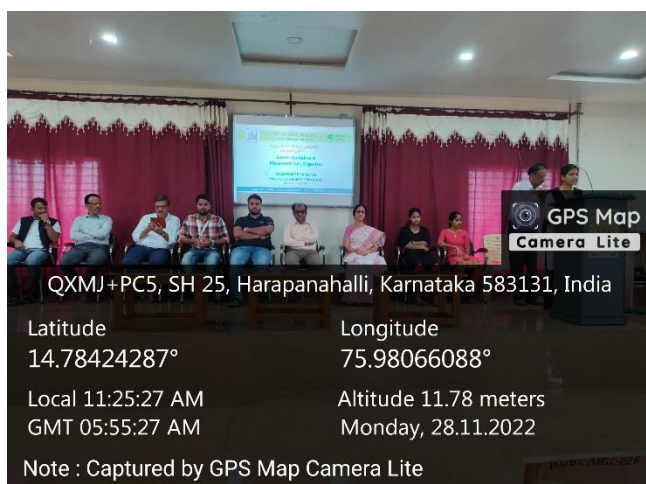 GPS Map
Camera Lite
QXMJ+PC5, SH 25, Harapanahalli, Karnataka 583131, India
Latitude
14.78424287°
Longitude
75.98066088°
Local 11:25:27 AM
GMT 05:55:27 AM
Altitude 11.78 meters
Monday, 28.11.2022
Note : Captured by GPS Map Camera Lite